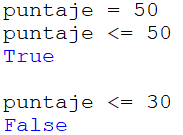 puntaje = 50
puntaje <= 50
True
puntaje <= 30
False